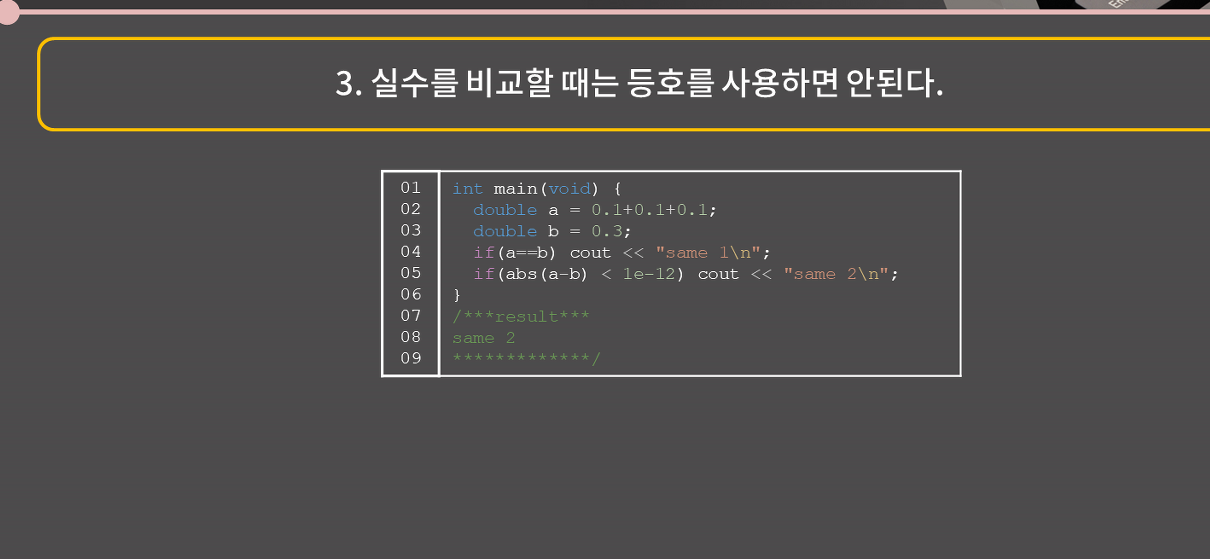 3. 실수를 비교할 때는 등호를 사용하면 안된다.
01 int main(void) {
02   double a = 0.1+0.1+0.1;
03   double b = 0.3;
04   if(a==b) cout << "same 1\n";
05   if(abs(a-b) < 1e-12) cout << "same 2\n";
06 }
07 /***result***
08 same 2
09 *************/